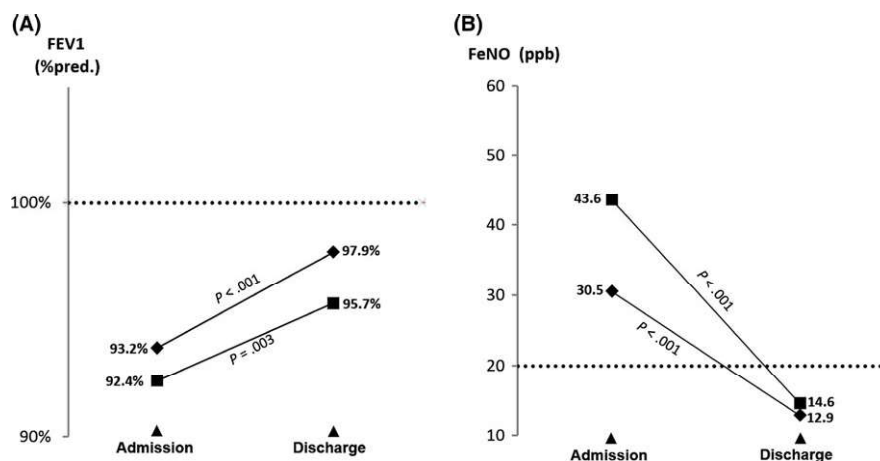 (A)
FEV1
(%pred.)
100%
97.9%
P < .001
95.7%
93.2%
P = .003
92.4%
90%
Admission
Discharge
(B)
FeNO (ppb)
60
50
43.6
40
P < .001
30.5
30
P < .001
20
14.6
12.9
10
Admission
Discharge